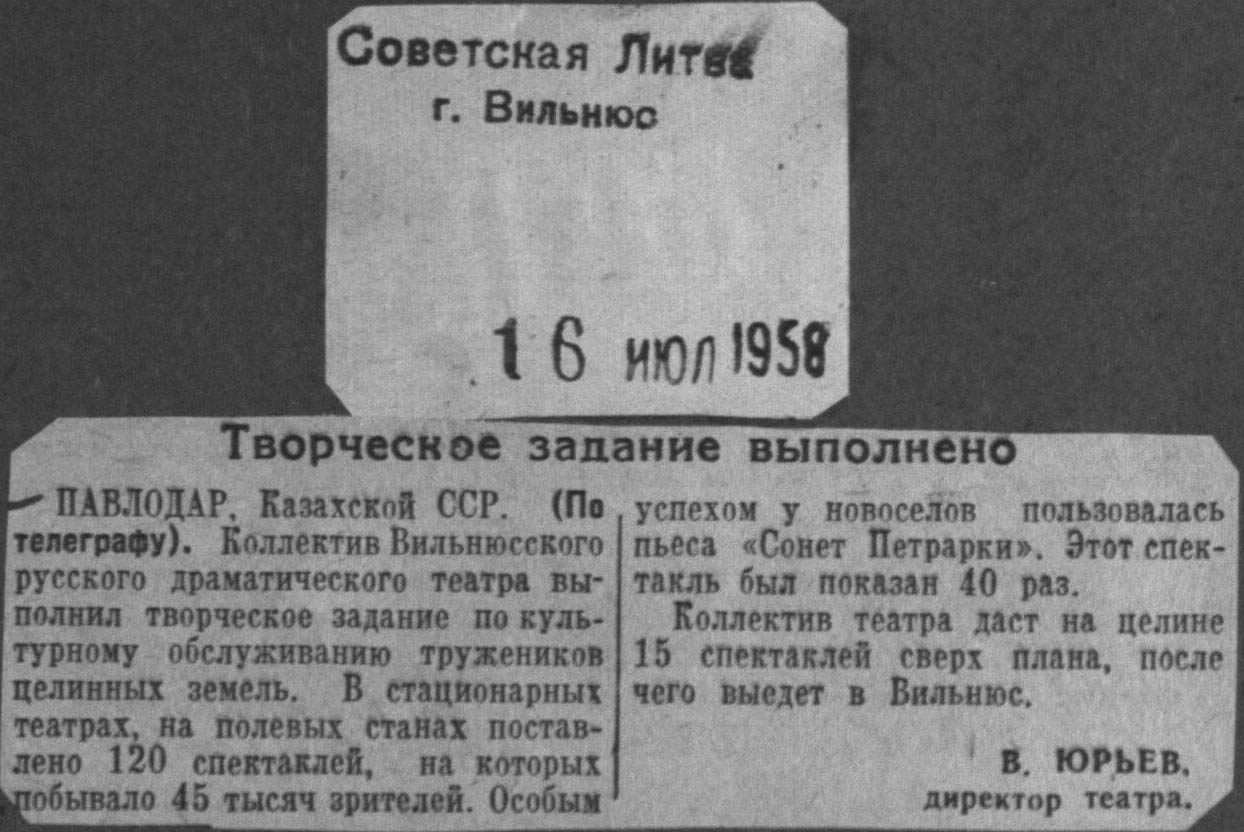 Советская Литва
г. Вильнюс
16 ИЮЛ 1958
Творческое задание выполнено
ПАВЛОДАР, Казахской ССР. (По
телеграфу). Коллектив Вильнюсского
русского драматического театра вы-
полнил творческое задание по куль-
турному обслуживанию тружеников
целинных земель. В стационарных
театрах, на полевых станах постав-
лено 120 спектаклей, на которых
побывало 45 тысяч зрителей. Особым
успехом у новоселов пользовалась
пьеса «Сонет Петрарки». Этот спек-
такль был показан 40 раз.
Коллектив театра даст на целине
15 спектаклей сверх плана, после
чего выедет в Вильнюс.
В. ЮРЬЕВ,
директор театра.